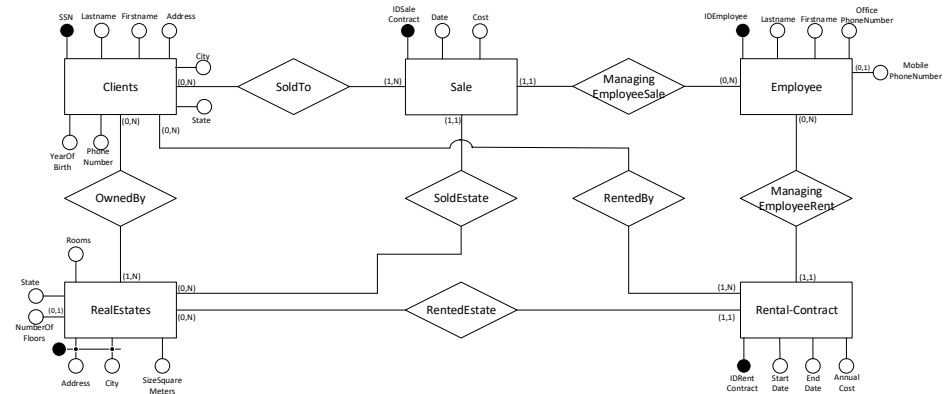 SSN
Lastname
Firstname
Address
IDSale
Contract
Date
Cost
IDEmployee
Lastname
Firstname
Office
PhoneNumber
City
Clients
(0,N)
SoldTo
(1,N)
Sale
(1,1)
Managing
EmployeeSale
(0,N)
Employee
(0,1)
Mobile
PhoneNumber
State
(0,N)
(0,N)
(1,1)
(0,N)
YearOf
Birth
Phone
Number
OwnedBy
SoldEstate
RentedBy
Managing
EmployeeRent
Rooms
(1,N)
(1,1)
State
(0,N)
(1,N)
(0,1)
RealEstates
(0,N)
RentedEstate
(1,1)
Rental-Contract
NumberOf
Floors
Address
City
SizeSquare
Meters
IDRent
Contract
Start
Date
End
Date
Annual
Cost